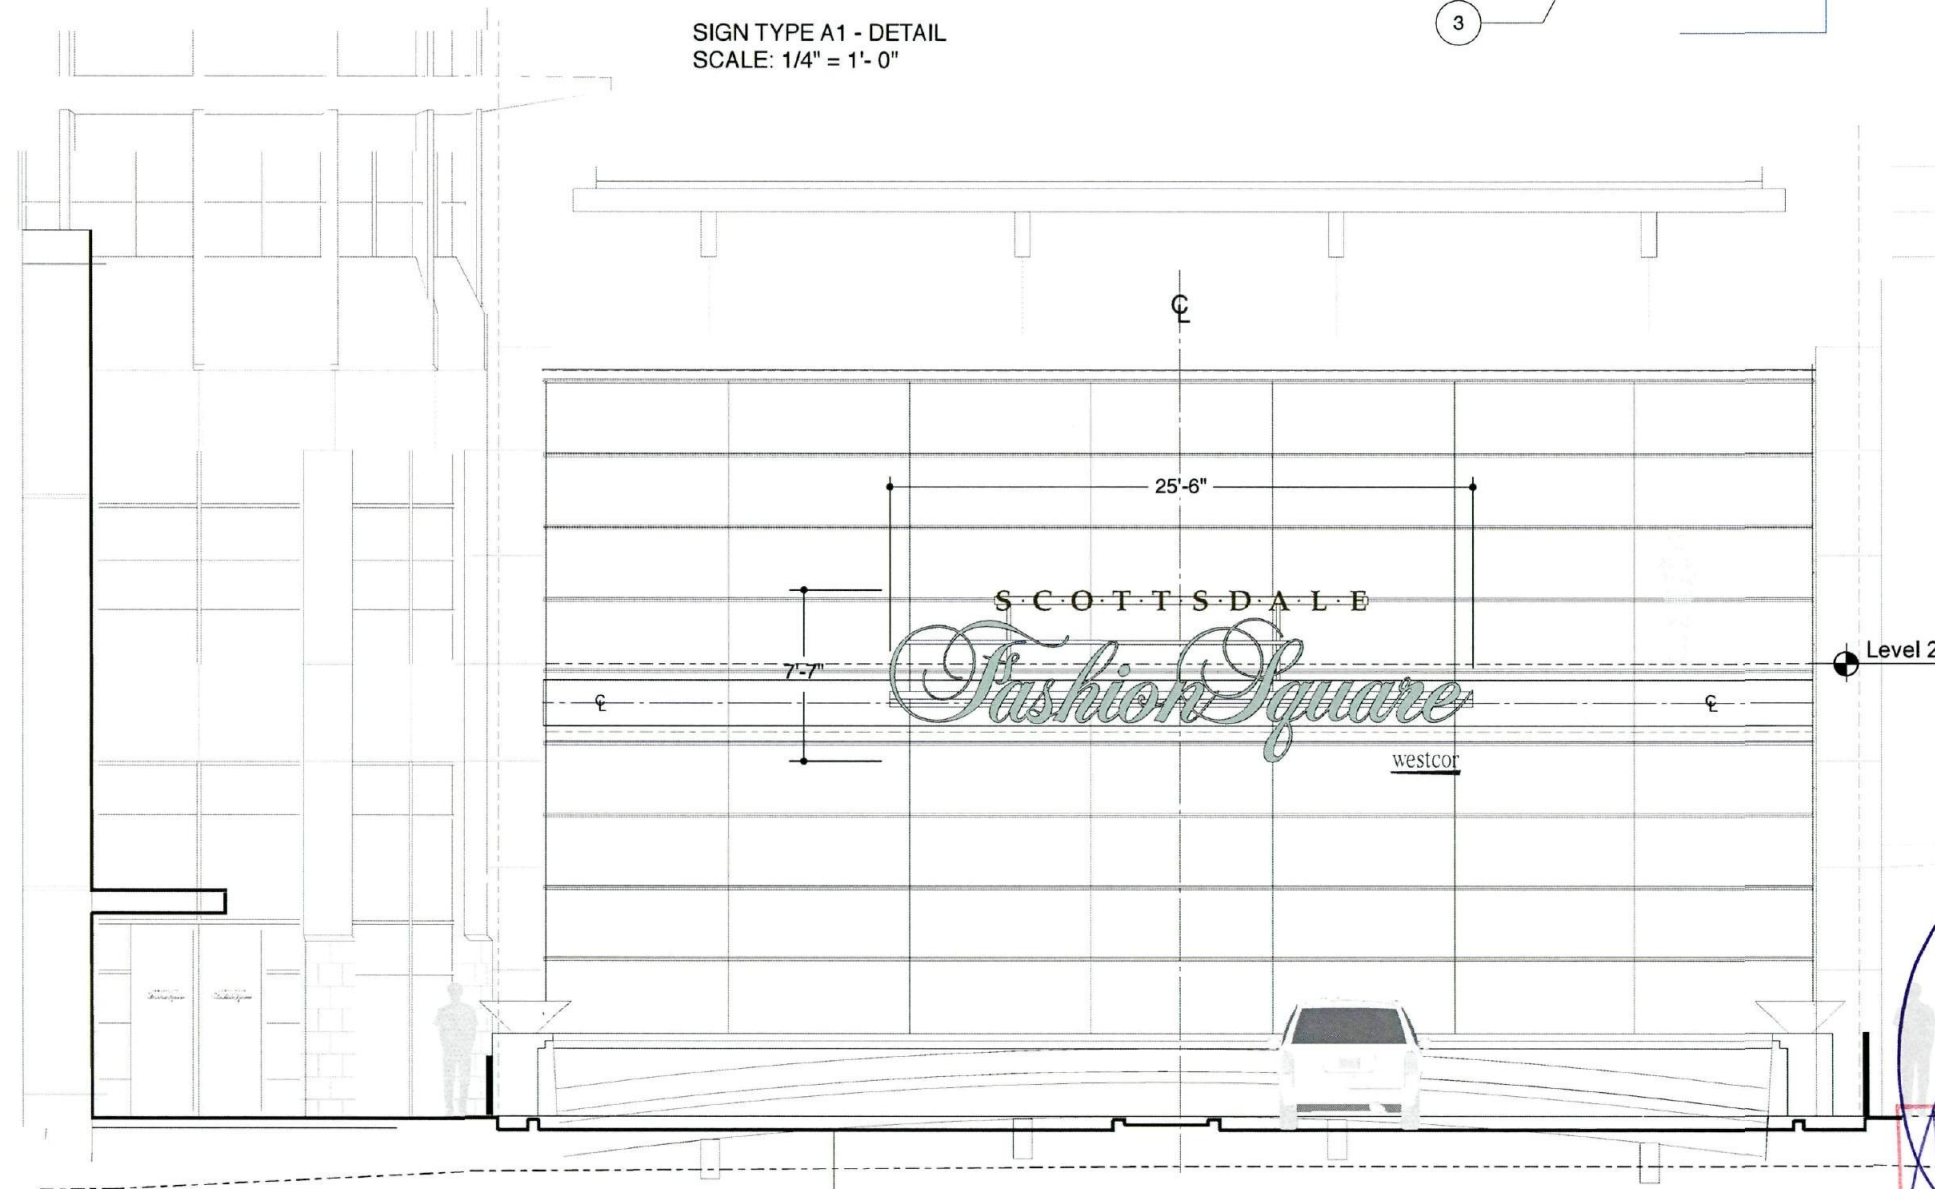 SIGN TYPE A1 - DETAIL
SCALE: 1/4" = 1'- 0"
3
℄
25'-6"
S·C·O·T·T·S·D·A·L·E
7'-7"
Fashion Square
Level 2
℄
℄
westcor